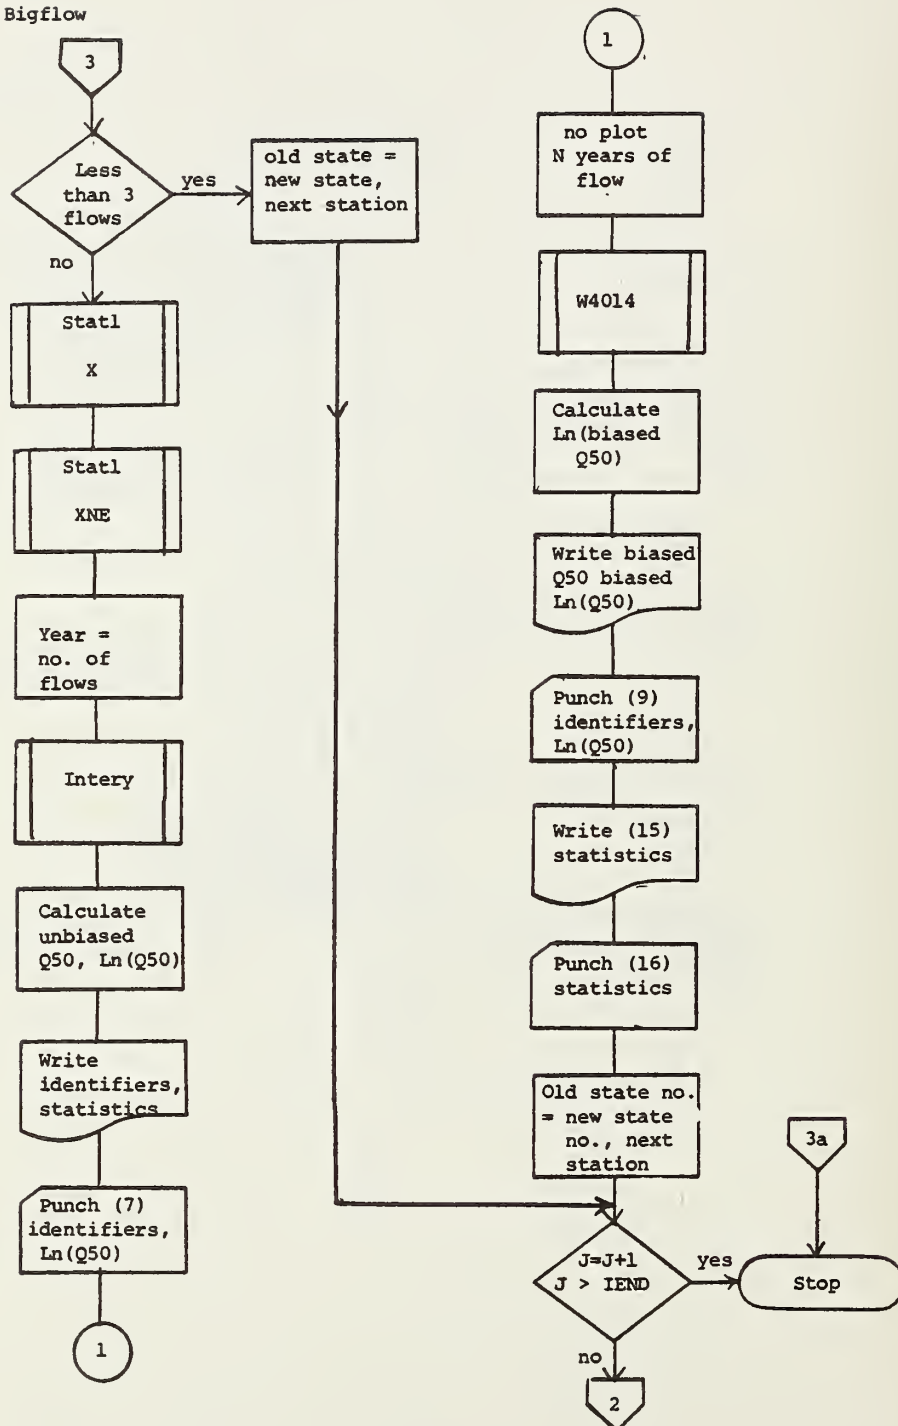 Bigflow
3
Less
than 3
flows
yes
old state =
new state,
next station
no
Statl
X
Statl
XNE
Year =
no. of
flows
Intery
Calculate
unbiased
Q50, Ln(Q50)
Write
identifiers,
statistics
Punch (7)
identifiers,
Ln(Q50)
1
1
no plot
N years of
flow
W4014
Calculate
Ln(biased
Q50)
Write biased
Q50 biased
Ln(Q50)
Punch (9)
identifiers,
Ln(Q50)
Write (15)
statistics
Punch (16)
statistics
Old state no.
= new state
no., next
station
3a
J=J+1
J > IEND
yes
Stop
no
2